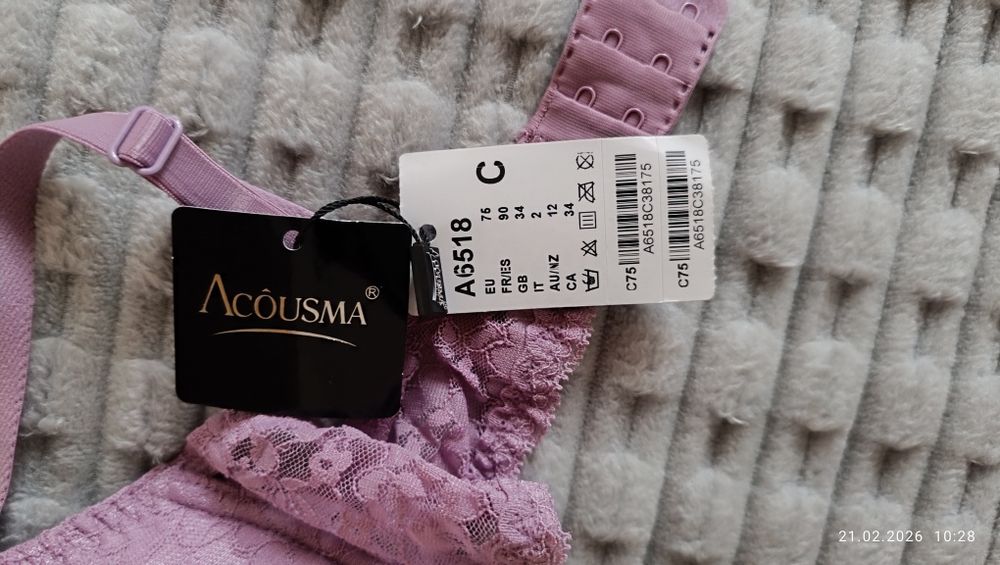 ACÔUSMA®
A6518 C
EU 75
FR/ES 90
GB 34
IT 2
AU/NZ 12
CA 34
C75
A6518C38175
C75
A6518C38175
21.02.2026 10:28